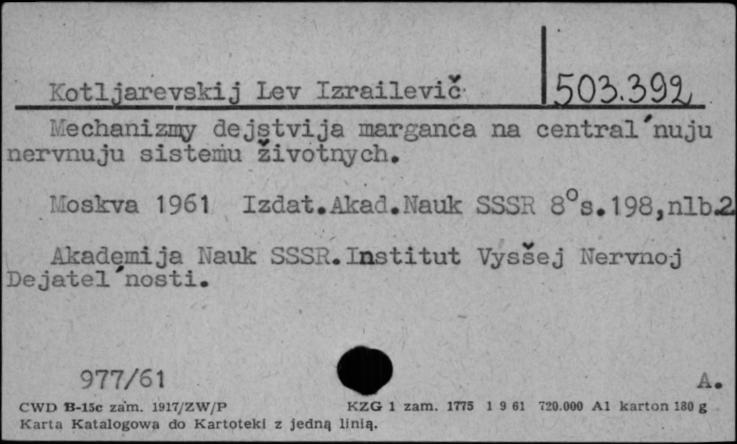 Kotljarevskij Lev Izrailevič 503.392
Mechanizmy dejstvija marganca na central'nuju
nervnuju sistemu životnych.
Moskva 1961 Izdat.Akad.Nauk SSSR 8°s.198,nlb.2
Akademija Nauk SSSR.Institut Vysšej Nervnoj
Dejatel'nosti.
977/61 A.
CWD B-15c zam. 1917/ZW/P KZG 1 zam. 1775 1 9 61 720.000 A1 karton 180 g
Karta Katalogowa do Kartoteki z jedną linią.